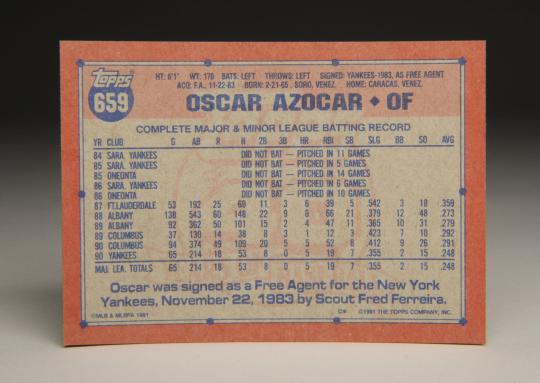 Topps
659
HT: 6'1" WT: 170 BATS: LEFT THROWS: LEFT SIGNED: YANKEES-1983, AS FREE AGENT
ACQ: F.A., 11-22-83 BORN: 2-21-65, SORO, VENEZ. HOME: CARACAS, VENEZ.
OSCAR AZOCAR ♦ OF
COMPLETE MAJOR & MINOR LEAGUE BATTING RECORD
YR CLUB G AB R H 2B 3B HR RBI SB SLG BB SO AVG
84 SARA. YANKEES DID NOT BAT — PITCHED IN 11 GAMES
85 SARA. YANKEES DID NOT BAT — PITCHED IN 5 GAMES
85 ONEONTA DID NOT BAT — PITCHED IN 14 GAMES
86 SARA. YANKEES DID NOT BAT — PITCHED IN 6 GAMES
86 ONEONTA DID NOT BAT — PITCHED IN 10 GAMES
87 FT.LAUDERDALE 53 192 25 69 11 3 6 39 5 .542 3 18 .359
88 ALBANY 138 543 60 148 22 9 6 66 21 .379 12 48 .273
89 ALBANY 92 362 50 101 15 2 4 47 11 .365 10 31 .279
89 COLUMBUS 37 130 14 38 3 1 12 3 .423 7 10 .292
90 COLUMBUS 94 374 49 109 20 5 5 52 8 .412 9 26 .291
90 YANKEES 65 214 18 53 8 0 5 19 7 .355 2 15 .248
MAJ. LEA. TOTALS 65 214 18 53 8 0 5 19 7 .355 2 15 .248
Oscar was signed as a Free Agent for the New York
Yankees, November 22, 1983 by Scout Fred Ferreira.
©MLB & MLBPA 1991 C* ©1991 THE TOPPS COMPANY, INC.